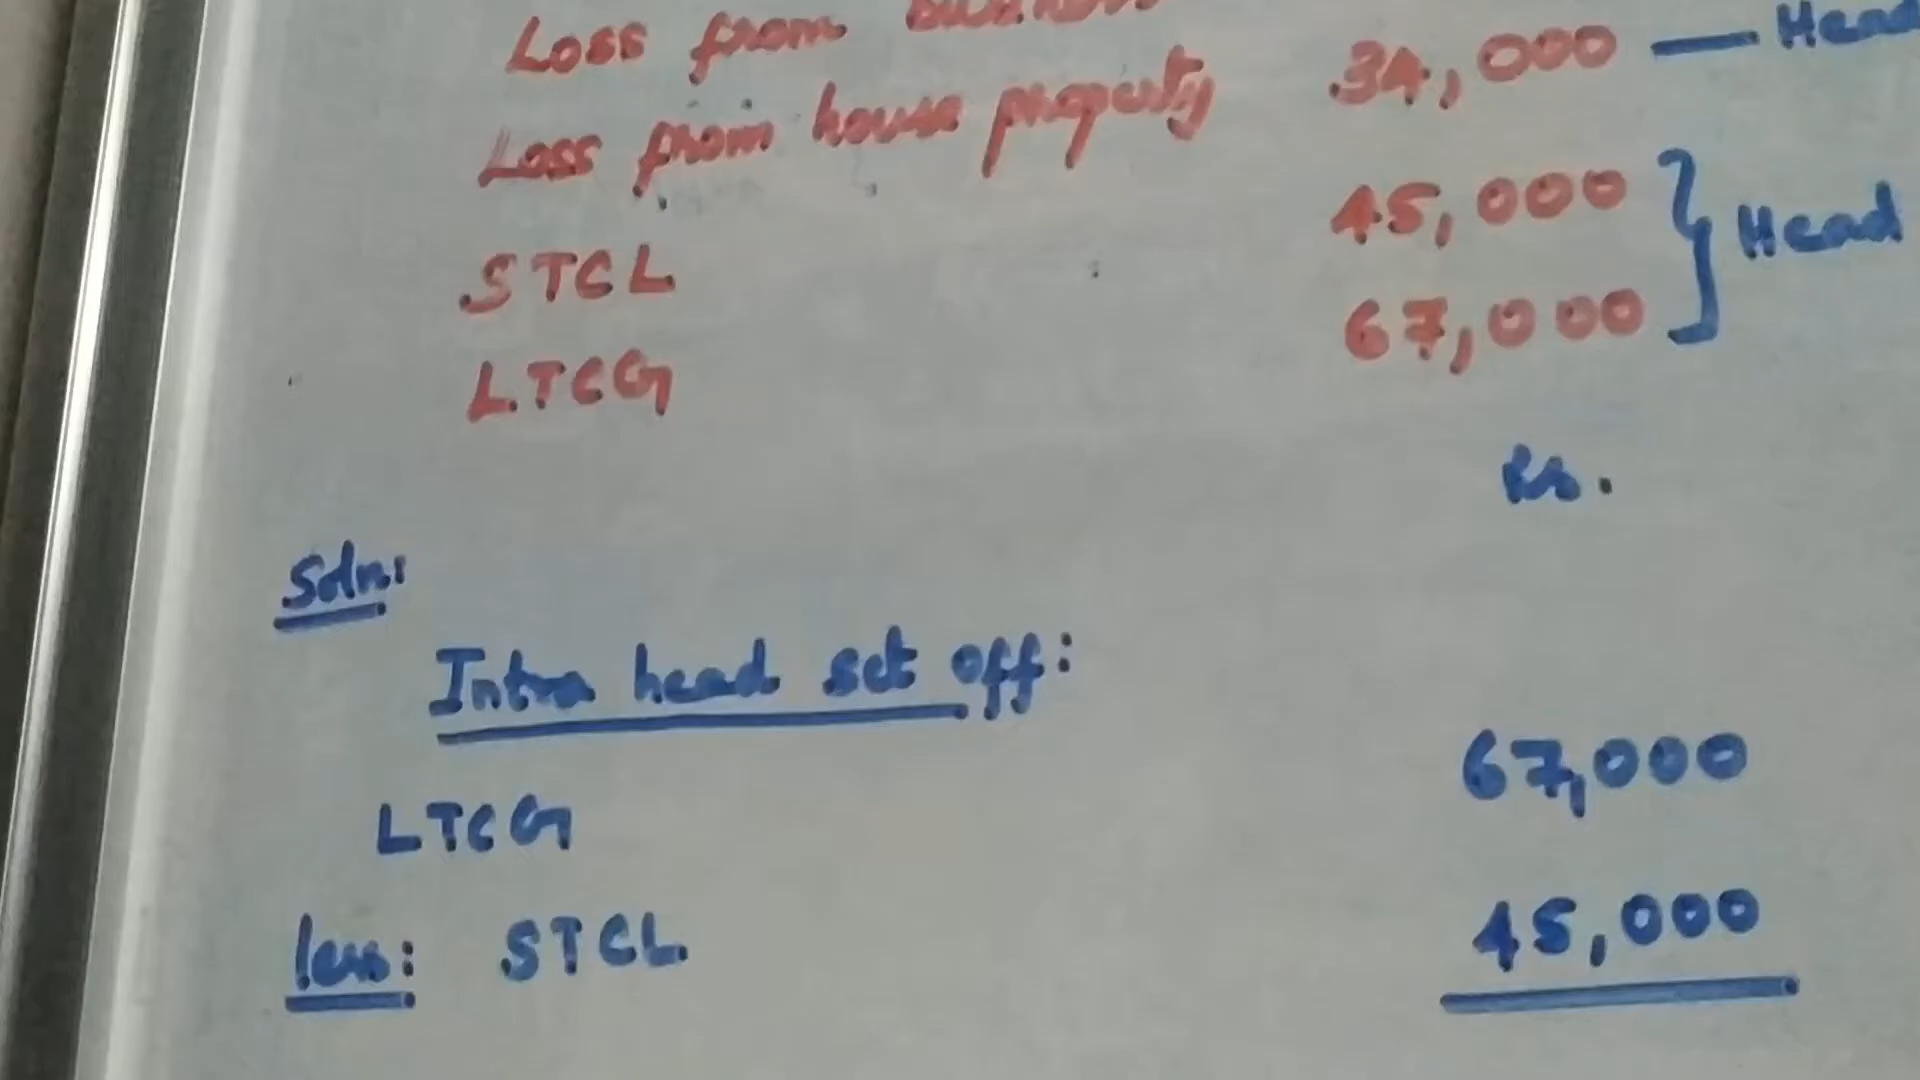 Loss from
Loss from house property 34,000 — Head
STCL 45,000 } Head
LTCG 67,000
Rs.
Soln:
Intra head set off:
LTCG 67,000
less: STCL 45,000